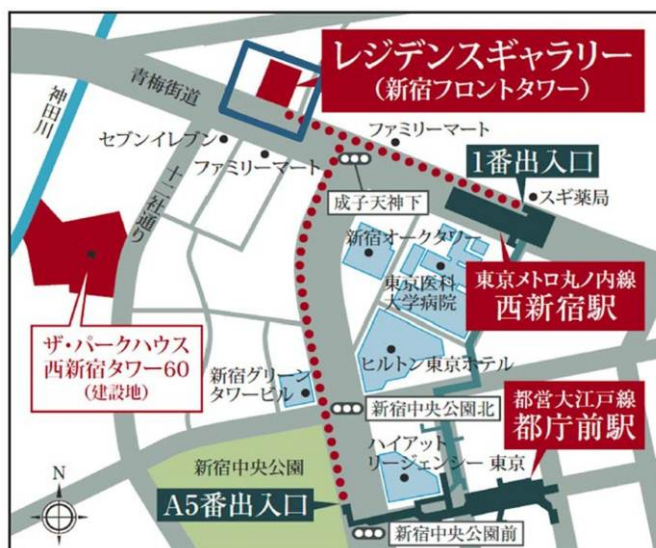 レジデンスギャラリー
(新宿フロントタワー)
青梅街道
神田川
セブンイレブン
ファミリーマート
ファミリーマート
1番出入口
スギ薬局
成子天神下
十二社通り
新宿オークタワー
東京医科
大学病院
東京メトロ丸ノ内線
西新宿駅
ザ・パークハウス
西新宿タワー60
(建設地)
ヒルトン東京ホテル
新宿グリーン
タワービル
新宿中央公園北
都営大江戸線
都庁前駅
ハイアット
リージェンシー 東京
新宿中央公園
A5番出入口
新宿中央公園前
N